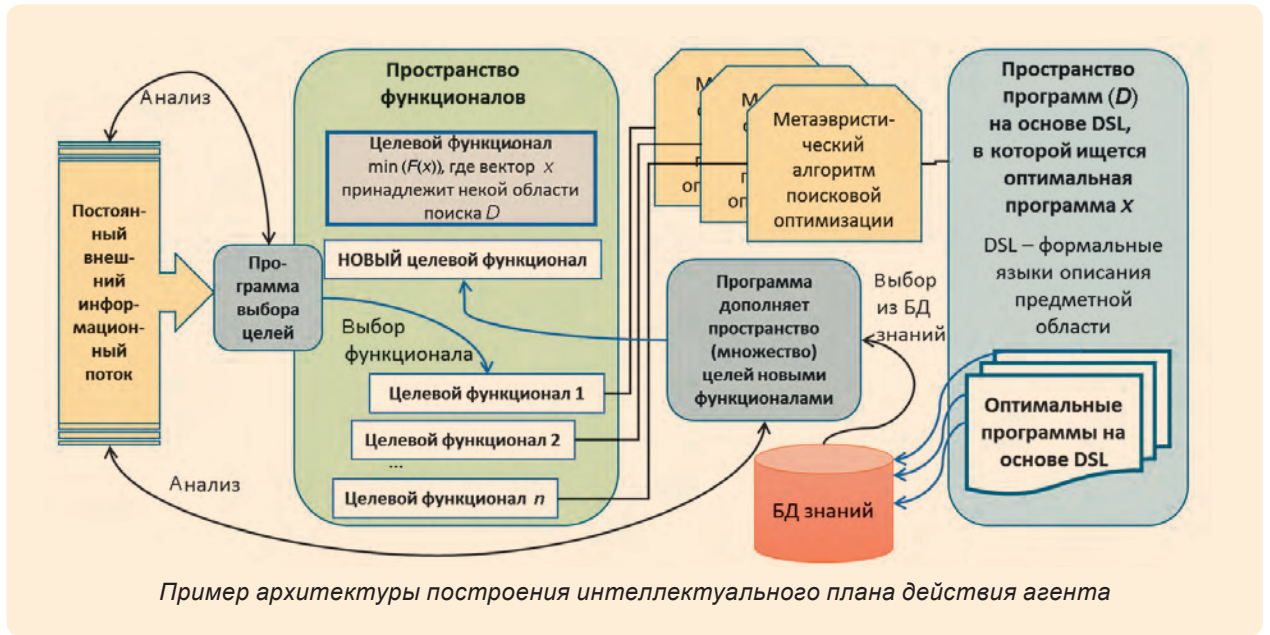 Анализ
Постоян-
ный
внеш-
ний
инфор-
мацион-
ный
поток
Про-
грамма
выбора
целей
Пространство
функционалов
Целевой функционал
min (F(x)), где вектор x
принадлежит некой области
поиска D
НОВЫЙ целевой функционал
Выбор
функционала
Целевой функционал 1
Целевой функционал 2
...
Целевой функционал n
Анализ
Метаэвристи-
ческий
алгоритм
поисковой
оптимизации
Программа
дополняет
пространство
(множество)
целей новыми
функционалами
Выбор
из БД
знаний
БД знаний
Пространство
программ (D)
на основе DSL,
в которой ищется
оптимальная
программа x
DSL – формальные
языки описания
предметной
области
Оптимальные
программы на
основе DSL
Пример архитектуры построения интеллектуального плана действия агента